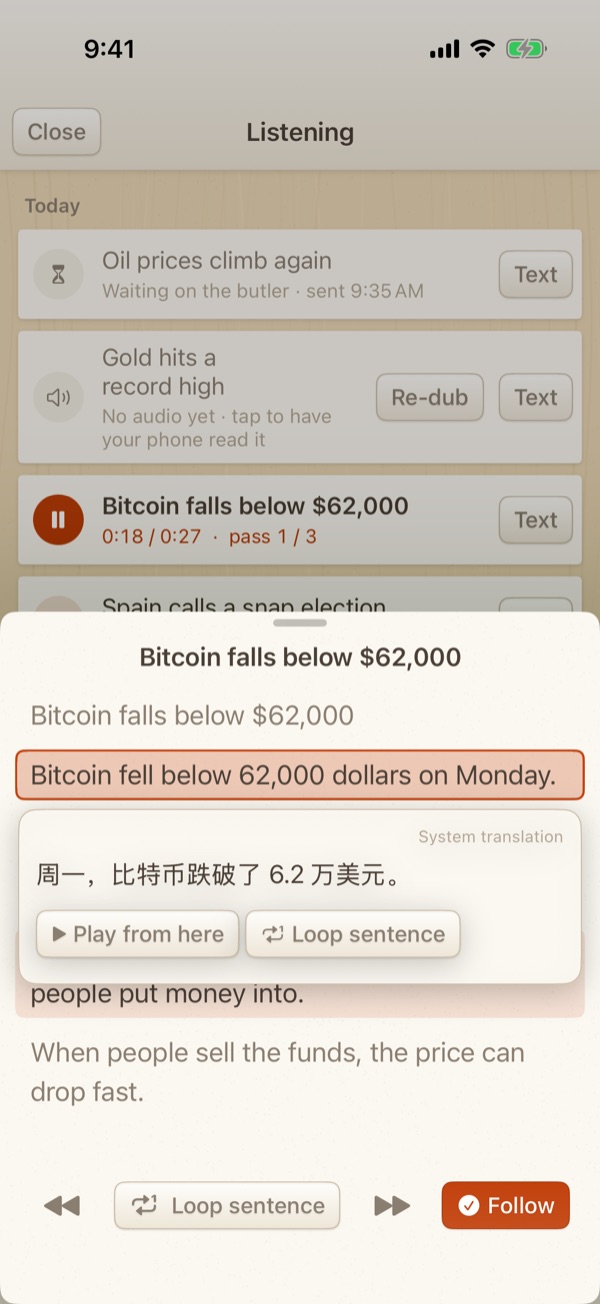 9:41
Close
Listening
Today
Oil prices climb again
Waiting on the butler · sent 9:35 AM
Text
Gold hits a
record high
No audio yet · tap to have
your phone read it
Re-dub
Text
Bitcoin falls below $62,000
0:18 / 0:27 · pass 1 / 3
Text
Spain calls a snap election
Bitcoin falls below $62,000
Bitcoin falls below $62,000
Bitcoin fell below 62,000 dollars on Monday.
System translation
周一，比特币跌破了 6.2 万美元。
Play from here
Loop sentence
people put money into.
When people sell the funds, the price can
drop fast.
Loop sentence
Follow